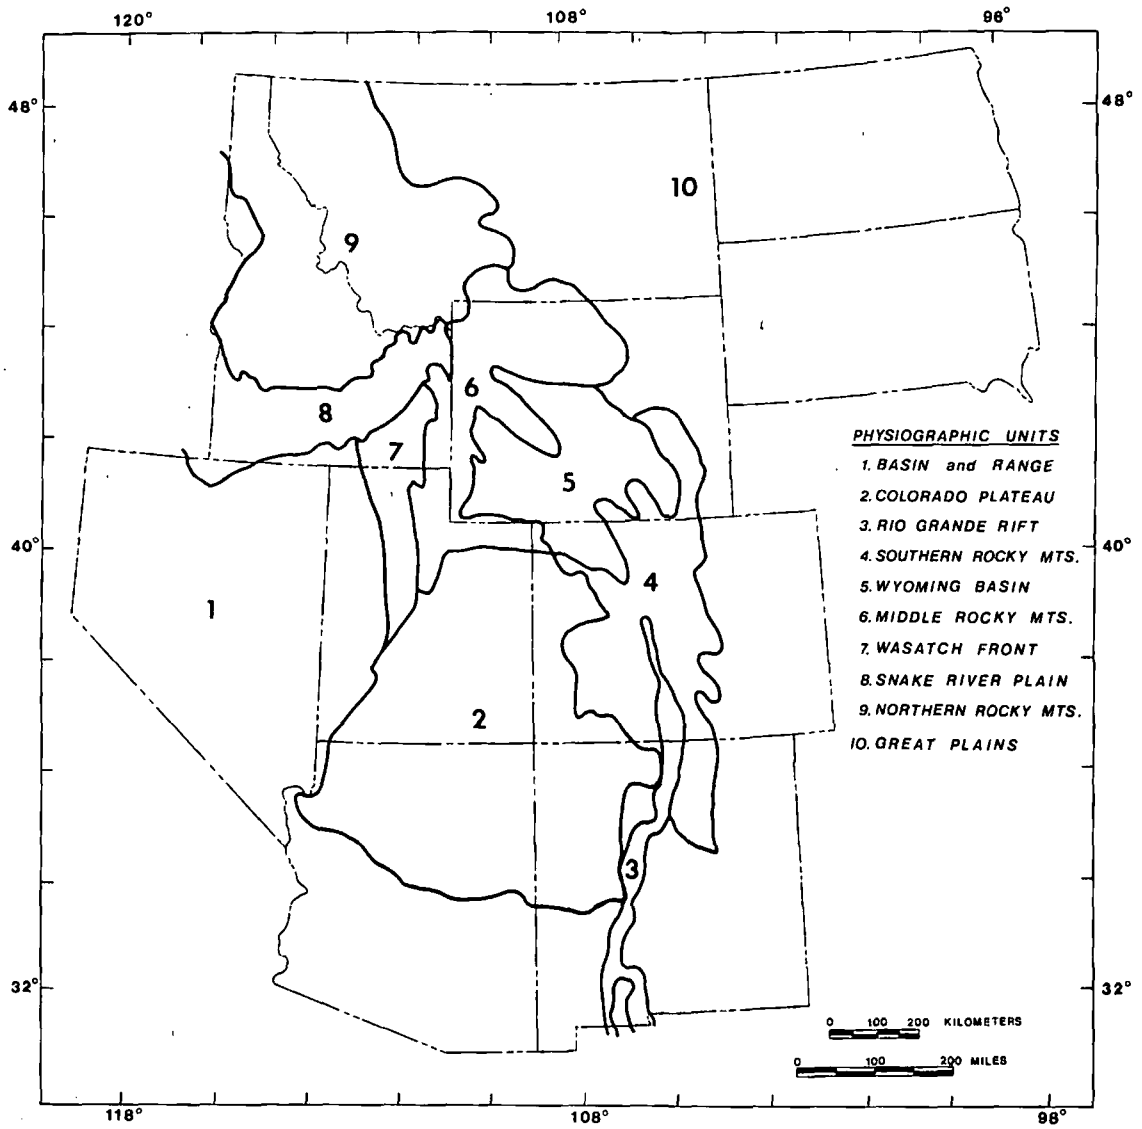 120° 108° 96°
48° 48°
10
9
6
8
7
PHYSIOGRAPHIC UNITS
1. BASIN and RANGE
5
2. COLORADO PLATEAU
3. RIO GRANDE RIFT
40° 40°
4. SOUTHERN ROCKY MTS.
4
5. WYOMING BASIN
1
6. MIDDLE ROCKY MTS.
7. WASATCH FRONT
8. SNAKE RIVER PLAIN
9. NORTHERN ROCKY MTS.
2
10. GREAT PLAINS
3
32° 32°
0 100 200 KILOMETERS
0 100 200 MILES
118° 108° 98°